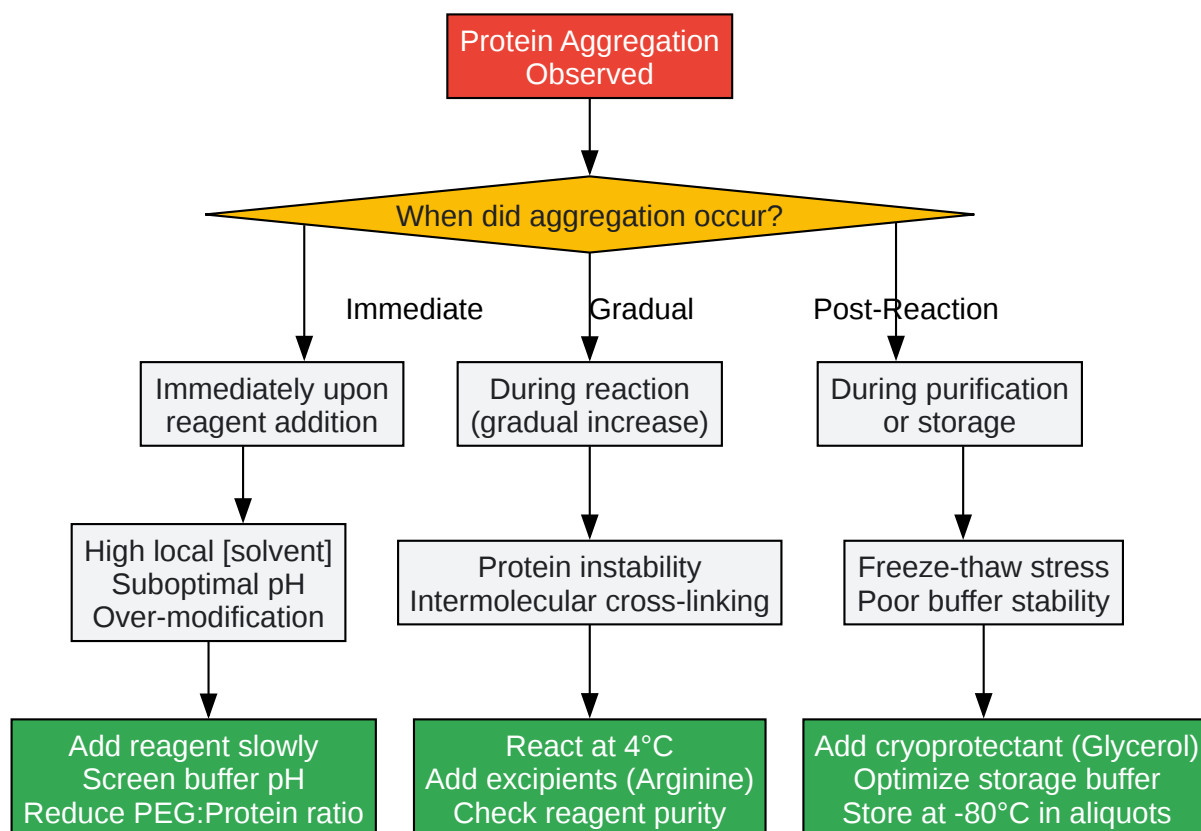 Protein Aggregation
Observed
When did aggregation occur?
Immediate
Gradual
Post-Reaction
Immediately upon
reagent addition
During reaction
(gradual increase)
During purification
or storage
High local [solvent]
Suboptimal pH
Over-modification
Protein instability
Intermolecular cross-linking
Freeze-thaw stress
Poor buffer stability
Add reagent slowly
Screen buffer pH
Reduce PEG:Protein ratio
React at 4°C
Add excipients (Arginine)
Check reagent purity
Add cryoprotectant (Glycerol)
Optimize storage buffer
Store at -80°C in aliquots